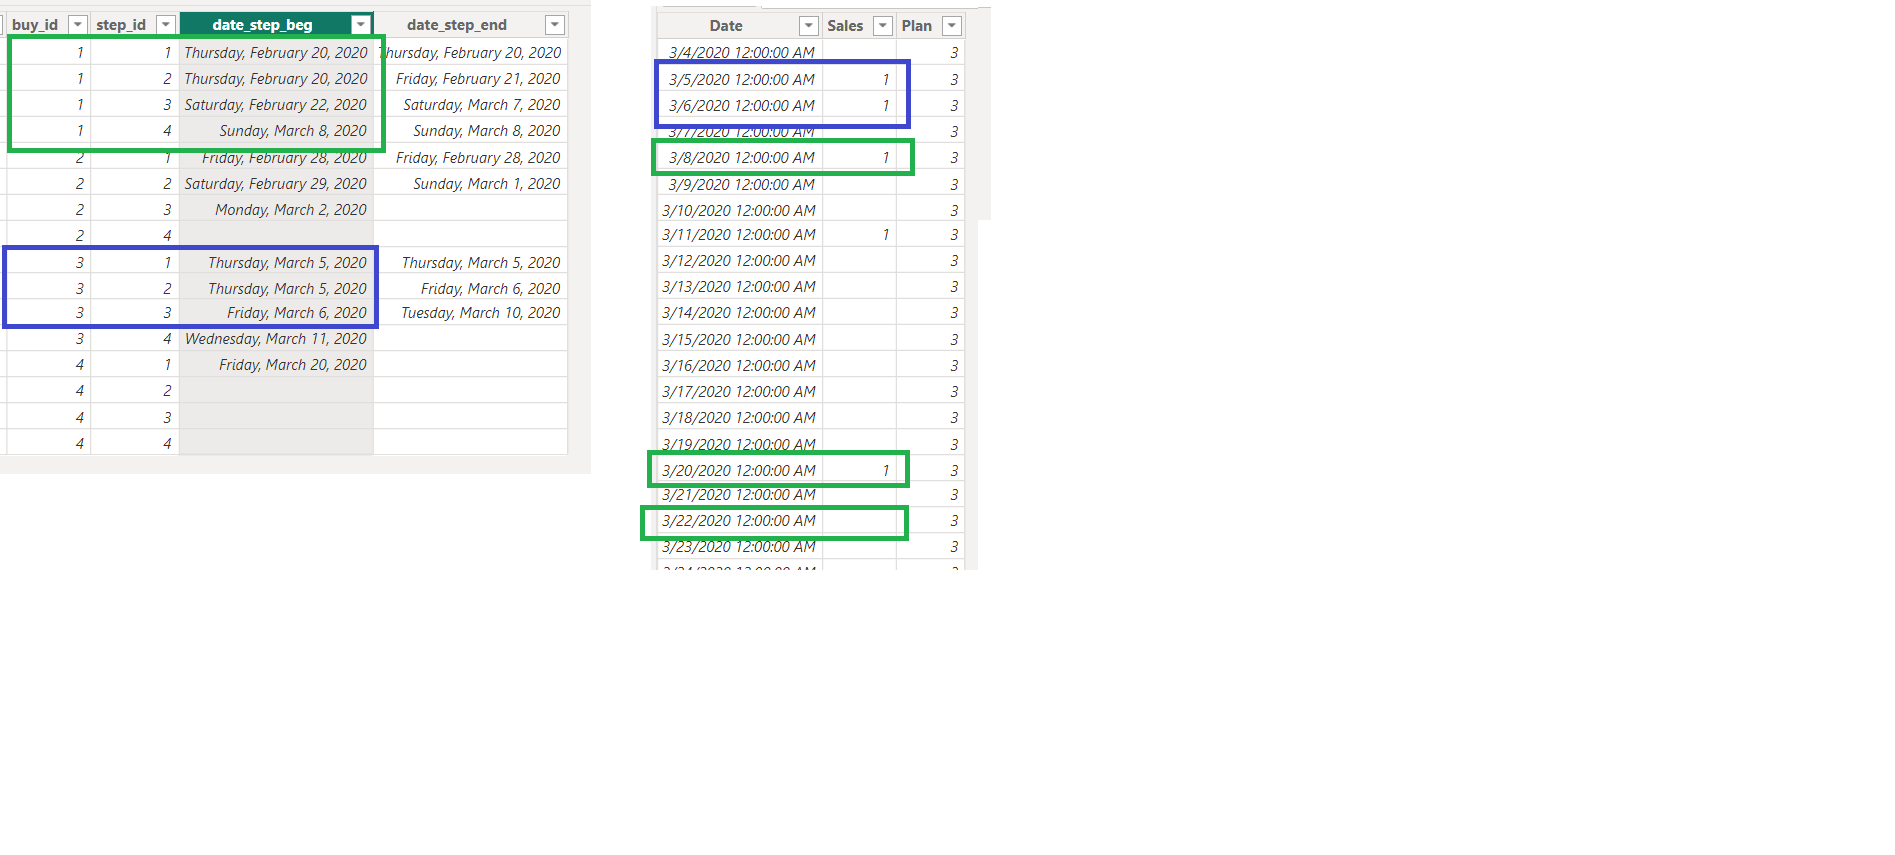 buy_id step_id date_step_beg date_step_end
1 1 Thursday, February 20, 2020 Thursday, February 20, 2020
1 2 Thursday, February 20, 2020 Friday, February 21, 2020
1 3 Saturday, February 22, 2020 Saturday, March 7, 2020
1 4 Sunday, March 8, 2020 Sunday, March 8, 2020
2 1 Friday, February 28, 2020 Friday, February 28, 2020
2 2 Saturday, February 29, 2020 Sunday, March 1, 2020
2 3 Monday, March 2, 2020
2 4
3 1 Thursday, March 5, 2020 Thursday, March 5, 2020
3 2 Thursday, March 5, 2020 Friday, March 6, 2020
3 3 Friday, March 6, 2020 Tuesday, March 10, 2020
3 4 Wednesday, March 11, 2020
4 1 Friday, March 20, 2020
4 2
4 3
4 4
Date Sales Plan
3/4/2020 12:00:00 AM 3
3/5/2020 12:00:00 AM 1 3
3/6/2020 12:00:00 AM 1 3
3/7/2020 12:00:00 AM 3
3/8/2020 12:00:00 AM 1 3
3/9/2020 12:00:00 AM 3
3/10/2020 12:00:00 AM 3
3/11/2020 12:00:00 AM 1 3
3/12/2020 12:00:00 AM 3
3/13/2020 12:00:00 AM 3
3/14/2020 12:00:00 AM 3
3/15/2020 12:00:00 AM 3
3/16/2020 12:00:00 AM 3
3/17/2020 12:00:00 AM 3
3/18/2020 12:00:00 AM 3
3/19/2020 12:00:00 AM 3
3/20/2020 12:00:00 AM 1 3
3/21/2020 12:00:00 AM 3
3/22/2020 12:00:00 AM 3
3/23/2020 12:00:00 AM 3